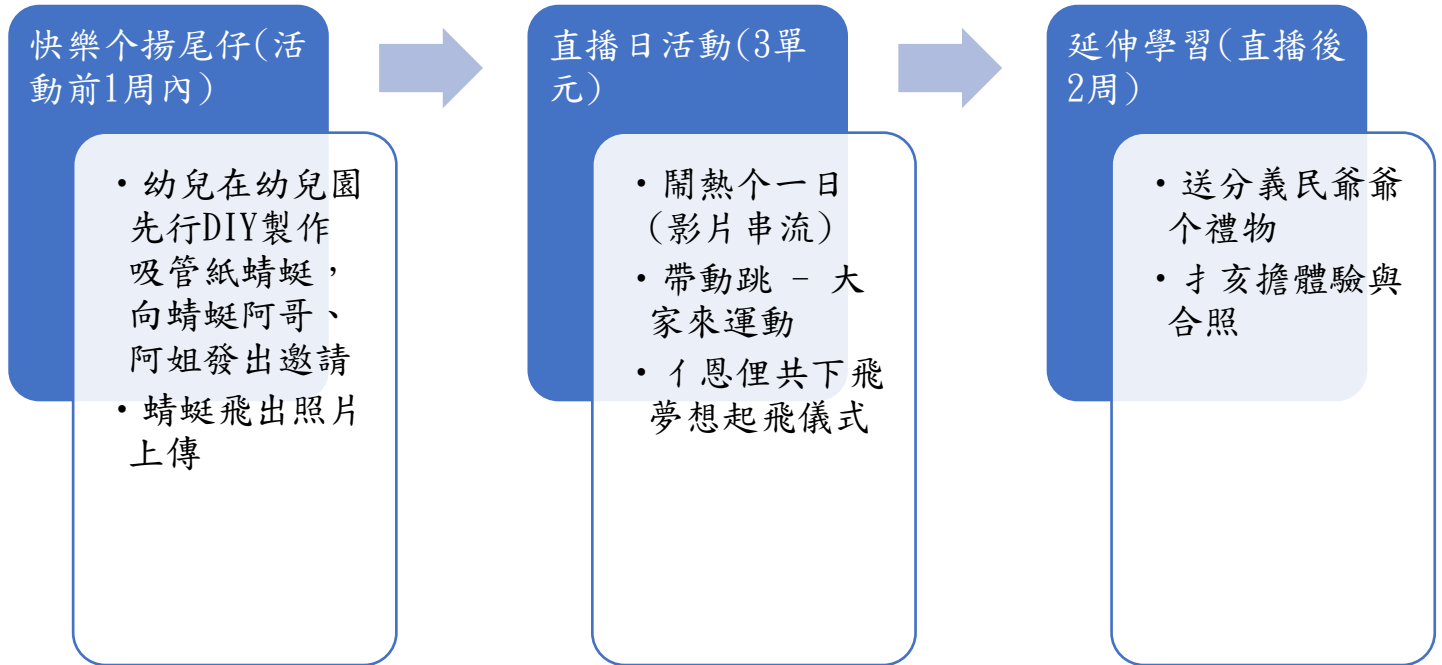 快樂个揚尾仔(活
動前1周內)
• 幼兒在幼兒園
先行DIY製作
吸管紙蜻蜓，
向蜻蜓阿哥、
阿姐發出邀請
• 蜻蜓飛出照片
上傳
直播日活動(3單
元)
• 鬧熱个一日
(影片串流)
• 帶動跳 - 大
家來運動
• 亻恩俚共下飛
夢想起飛儀式
延伸學習(直播後
2周)
• 送分義民爺爺
个禮物
• 扌亥擔體驗與
合照